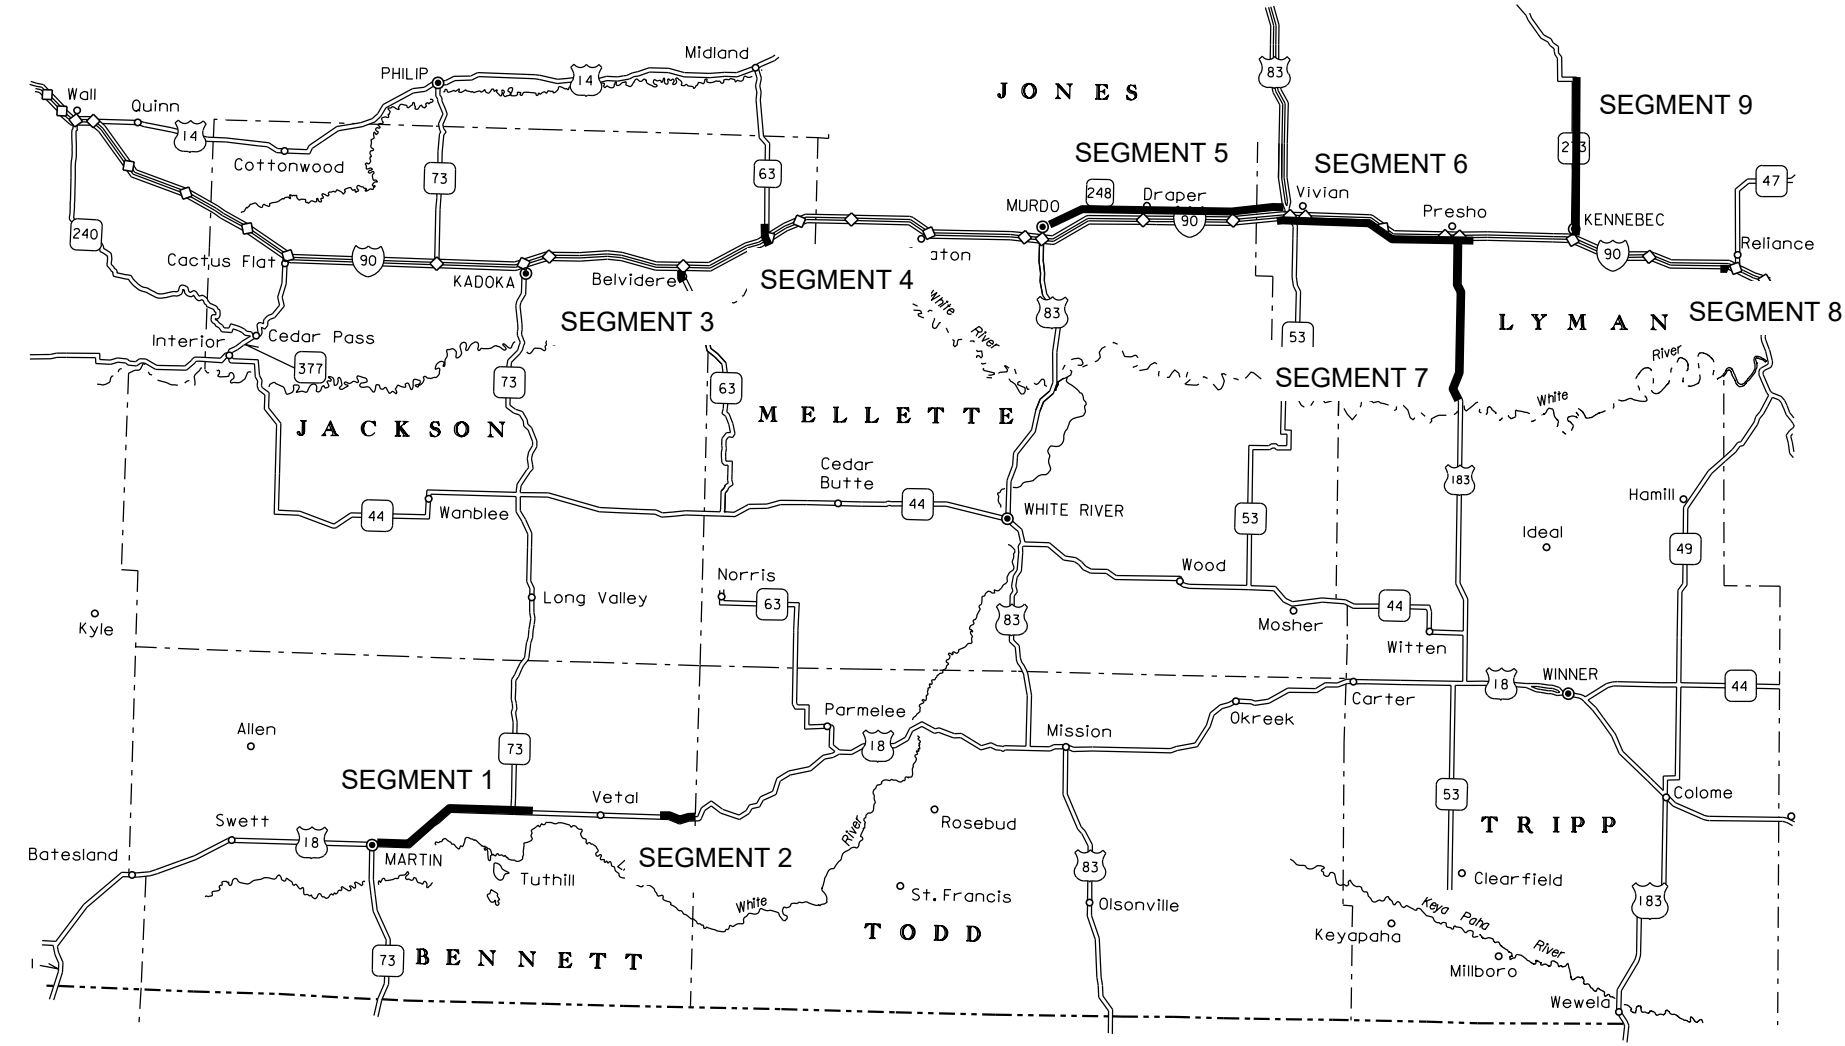 Midland
PHILIP
14
83
Wall
Quinn
14
Cottonwood
73
63
JONES
SEGMENT 9
273
47
SEGMENT 5
SEGMENT 6
248
Draper
Vivian
MURDO
90
Presho
KENNEBEC
240
Cactus Flat
90
KADOKA
Belvidere
aton
90
Reliance
SEGMENT 4
SEGMENT 3
White
River
83
53
LYMAN
SEGMENT 8
Interior
Cedar Pass
377
73
63
River
SEGMENT 7
White
JACKSON
MELLETTE
Cedar
Butte
183
44
Wanblee
44
WHITE RIVER
53
Hamill
Ideal
49
Norris
63
Long Valley
Wood
Kyle
83
44
Mosher
Witten
WINNER
18
44
Carter
Okreek
Parmelee
18
Mission
Allen
73
SEGMENT 1
Vetal
53
Colome
Swett
18
Rosebud
River
TRIPP
Batesland
MARTIN
SEGMENT 2
Tuthill
83
Clearfield
St.Francis
White
Olsonville
183
Keya Paha
River
TODD
Keyapaha
73
BENNETT
Millboro
Wewela